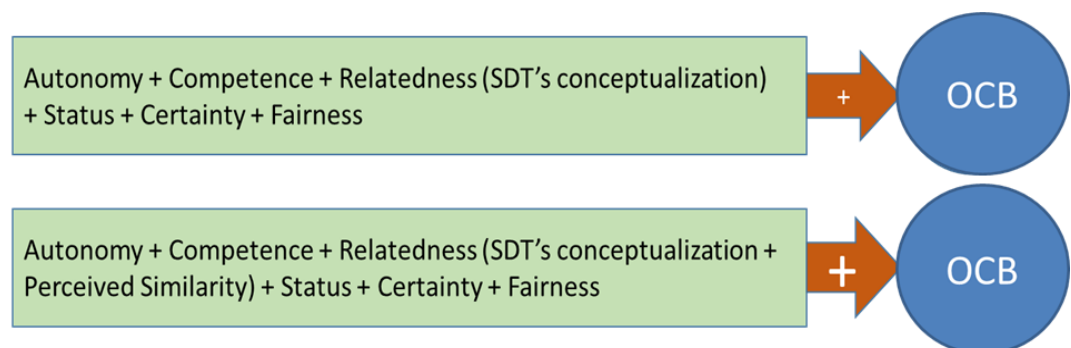 Autonomy + Competence + Relatedness (SDT’s conceptualization)
+ Status + Certainty + Fairness
+
OCB
Autonomy + Competence + Relatedness (SDT’s conceptualization +
Perceived Similarity) + Status + Certainty + Fairness
+
OCB